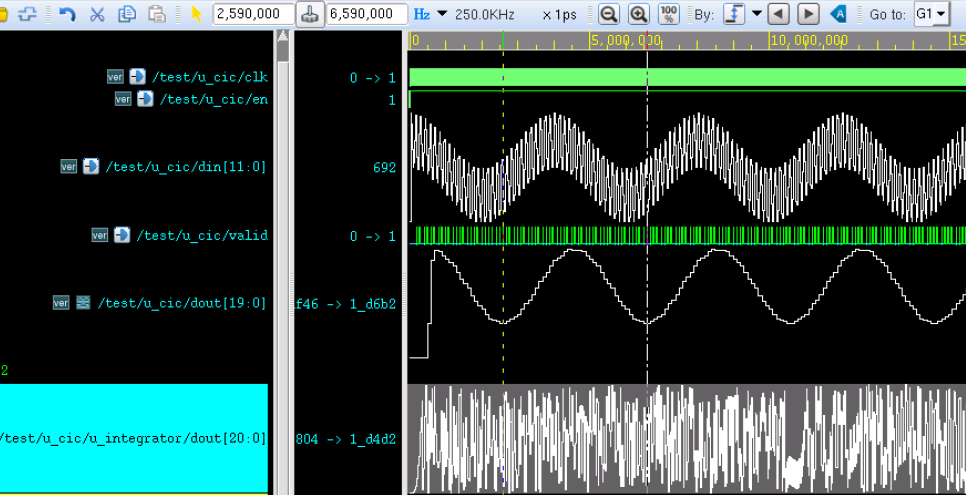 2,590,000 6,590,000 Hz 250.0KHz x 1ps 100 % By: Go to: G1
0 5,000,000 10,000,000 15
ver /test/u_cic/clk 0 -> 1
ver /test/u_cic/en 1
ver /test/u_cic/din[11:0] 692
ver /test/u_cic/valid 0 -> 1
ver /test/u_cic/dout[19:0] f46 -> 1_d6b2
2
/test/u_cic/u_integrator/dout[20:0] 804 -> 1_d4d2